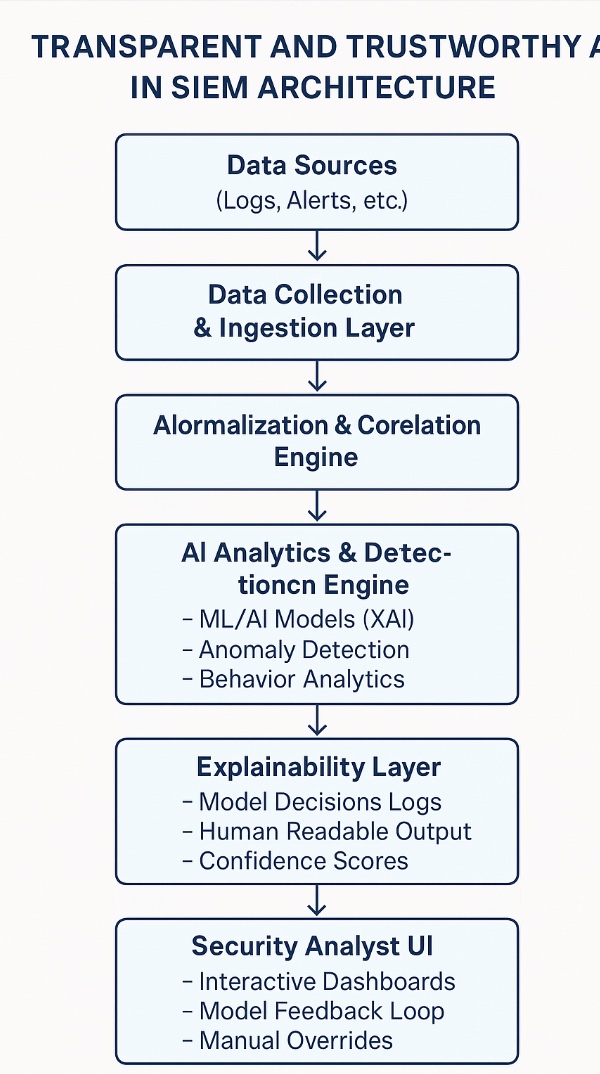 TRANSPARENT AND TRUSTWORTHY A
IN SIEM ARCHITECTURE
Data Sources
(Logs, Alerts, etc.)
Data Collection
& Ingestion Layer
Alormalization & Corelation
Engine
AI Analytics & Detec-
tioncn Engine
– ML/AI Models (XAI)
– Anomaly Detection
– Behavior Analytics
Explainability Layer
– Model Decisions Logs
– Human Readable Output
– Confidence Scores
Security Analyst UI
– Interactive Dashboards
– Model Feedback Loop
– Manual Overrides